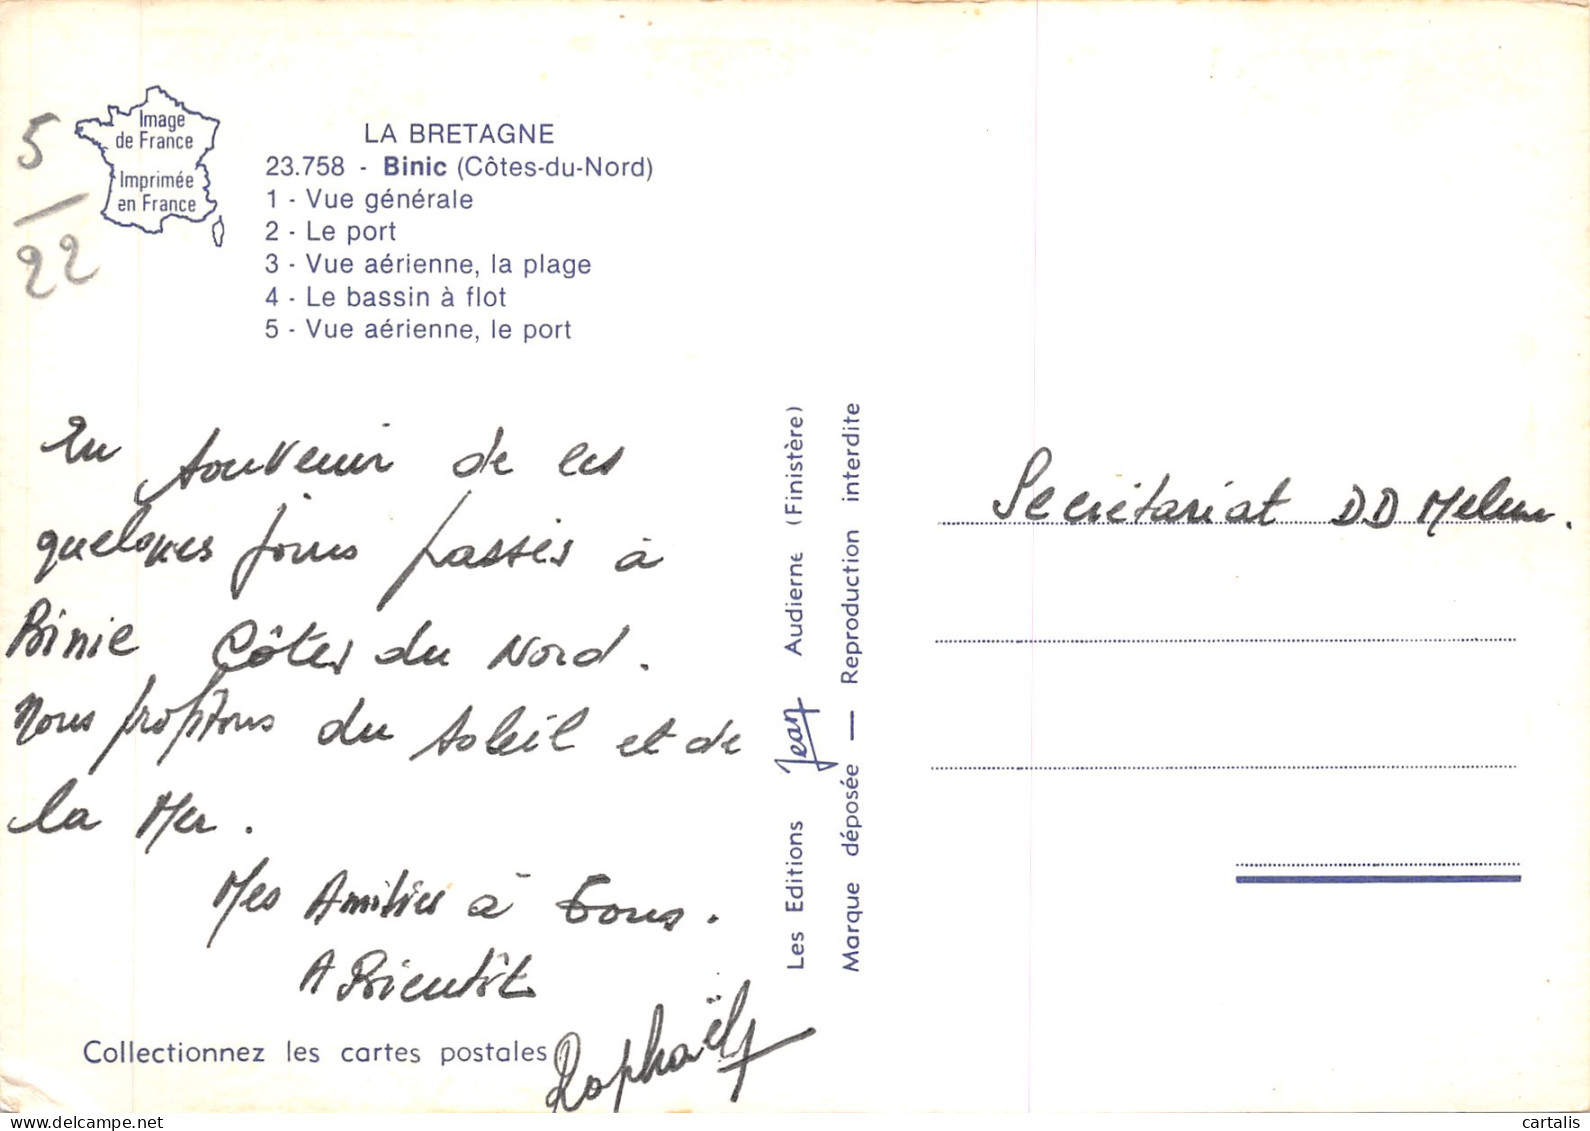 5
22
Image
de France
Imprimée
en France
LA BRETAGNE
23.758 - Binic (Côtes-du-Nord)
1 - Vue générale
2 - Le port
3 - Vue aérienne, la plage
4 - Le bassin à flot
5 - Vue aérienne, le port
En souvenir de ces
quelques jours passés à
Binic Côtes du Nord.
Nous profitons du soleil et de
la Mer.
Mes Amitiés à tous.
A Bientôt
Raphaël
Collectionnez les cartes postales
Les Editions Jean Audierne (Finistère)
Marque déposée — Reproduction interdite
Secrétariat DD Melun.
cartalis